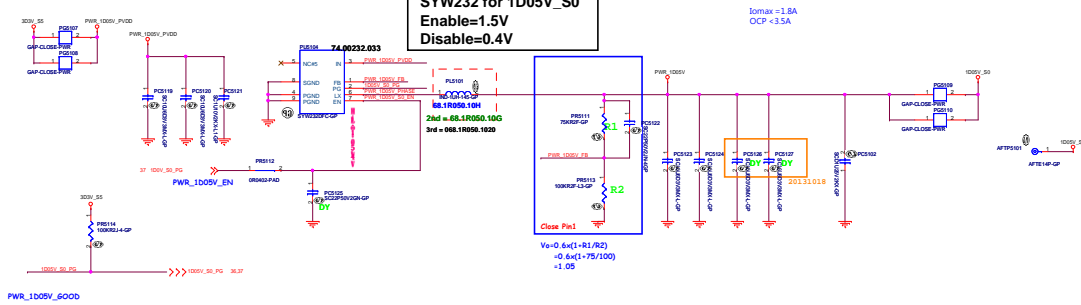 SYW232 for 1D05V_S0
Enable=1.5V
Disable=0.4V
Iomax =1.8A
OCP <3.5A
3D3V_S5
PWR_1D05V_PVDD
PG5107
GAP-CLOSE-PWR
PG5108
GAP-CLOSE-PWR
PWR_1D05V_PVDD
PC5119
PC5120
PC5121
PU5104
74.00232.033
NC#5
IN
SGND
FB
PG
PGND
LX
PGND
EN
SYW232DFC-GP
PWR_1D05V_PVDD
PWR_1D05V_FB
1D05V_S0_PG
PWR_1D05V_PHASE
PWR_1D05V_S0_EN
PL5101
68.1R050.10H
2nd = 68.1R050.10G
3rd = 068.1R050.1020
PWR_1D05V
1D05V_S0
PG5109
GAP-CLOSE-PWR
PG5110
GAP-CLOSE-PWR
PR5111
75KR2F-GP
R1
PC5122
PWR_1D05V_FB
PR5113
100KR2F-L3-GP
R2
Close Pin1
Vo=0.6x(1+R1/R2)
=0.6x(1+75/100)
=1.05
PC5123
PC5124
PC5126
DY
PC5127
DY
20131018
PC5102
AFTP5101
AFTE14P-GP
37 1D0V_S0_PG
PWR_1D05V_EN
PR5112
0R0402-PAD
PC5125
SC22P50V2GN-GP
DY
3D3V_S5
PR5114
100KR2J-4-GP
1D05V_S0_PG
1D05V_S0_PG 36,37
PWR_1D05V_GOOD